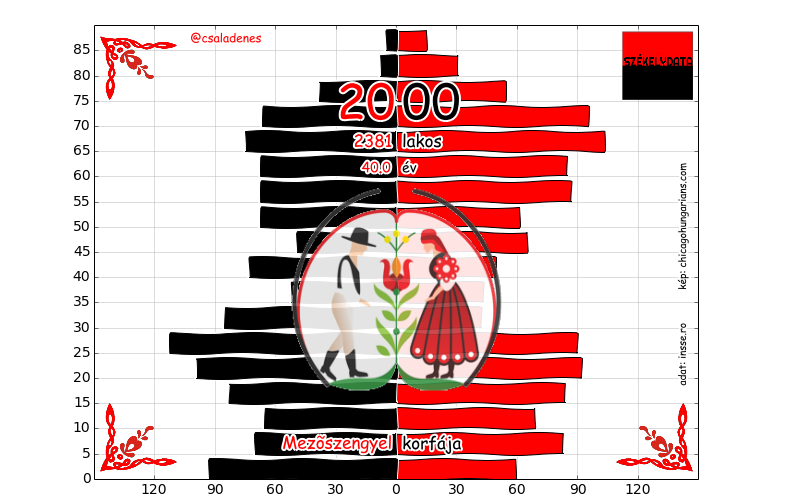 @csaladenes
SZÉKELYDATA
2000
2381 lakos
40.0 év
kép: chicagohungarians.com
adat: insse.ro
Mezőszengyel korfája
85
80
75
70
65
60
55
50
45
40
35
30
25
20
15
10
5
0
120 90 60 30 0 30 60 90 120